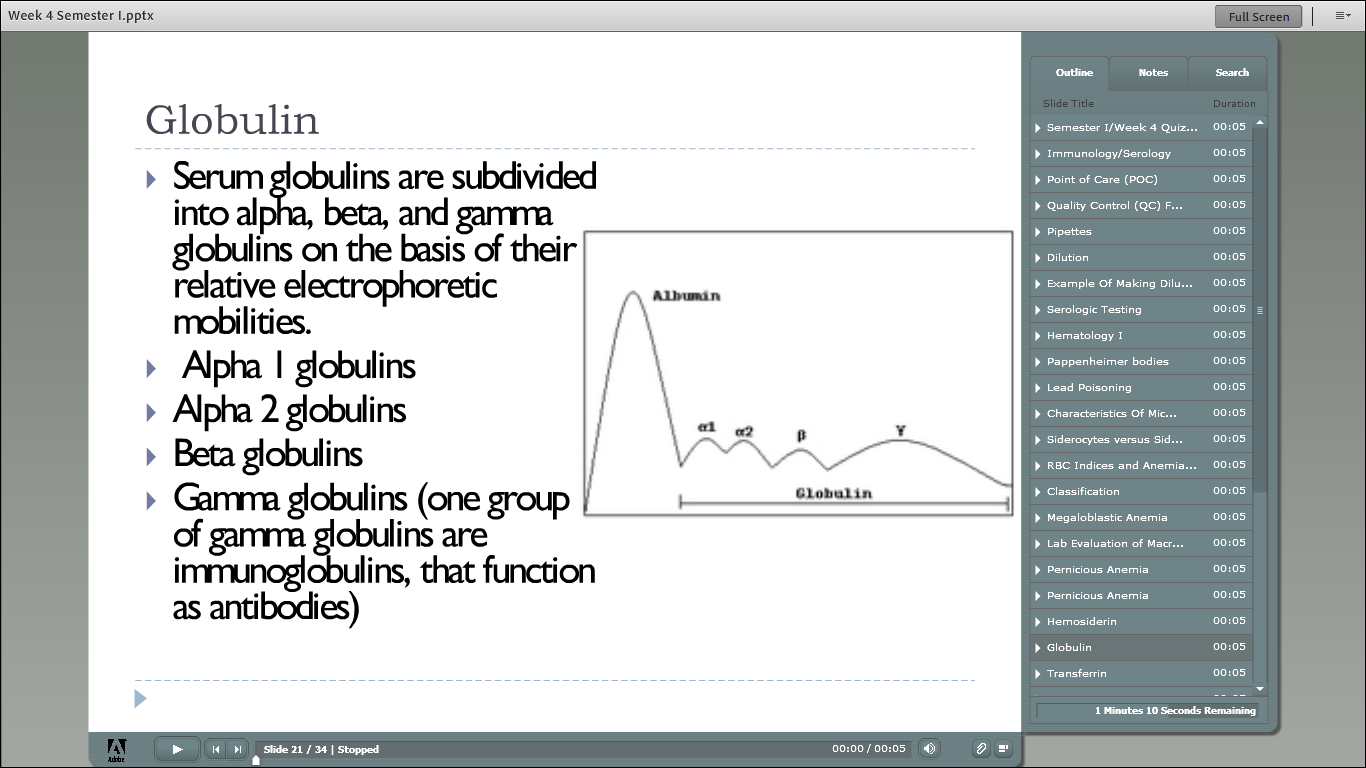 Week 4 Semester I.pptx
Full Screen
Globulin
Serum globulins are subdivided
into alpha, beta, and gamma
globulins on the basis of their
relative electrophoretic
mobilities.
Alpha 1 globulins
Alpha 2 globulins
Beta globulins
Gamma globulins (one group
of gamma globulins are
immunoglobulins, that function
as antibodies)
Albumin
α1 α2 β γ
Globulin
Outline Notes Search
Slide Title Duration
Semester I/Week 4 Quiz... 00:05
Immunology/Serology 00:05
Point of Care (POC) 00:05
Quality Control (QC) F... 00:05
Pipettes 00:05
Dilution 00:05
Example Of Making Dilu... 00:05
Serologic Testing 00:05
Hematology I 00:05
Pappenheimer bodies 00:05
Lead Poisoning 00:05
Characteristics Of Mic... 00:05
Siderocytes versus Sid... 00:05
RBC Indices and Anemia... 00:05
Classification 00:05
Megaloblastic Anemia 00:05
Lab Evaluation of Macr... 00:05
Pernicious Anemia 00:05
Pernicious Anemia 00:05
Hemosiderin 00:05
Globulin 00:05
Transferrin 00:05
1 Minutes 10 Seconds Remaining
Adobe
Slide 21 / 34 | Stopped
00:00 / 00:05